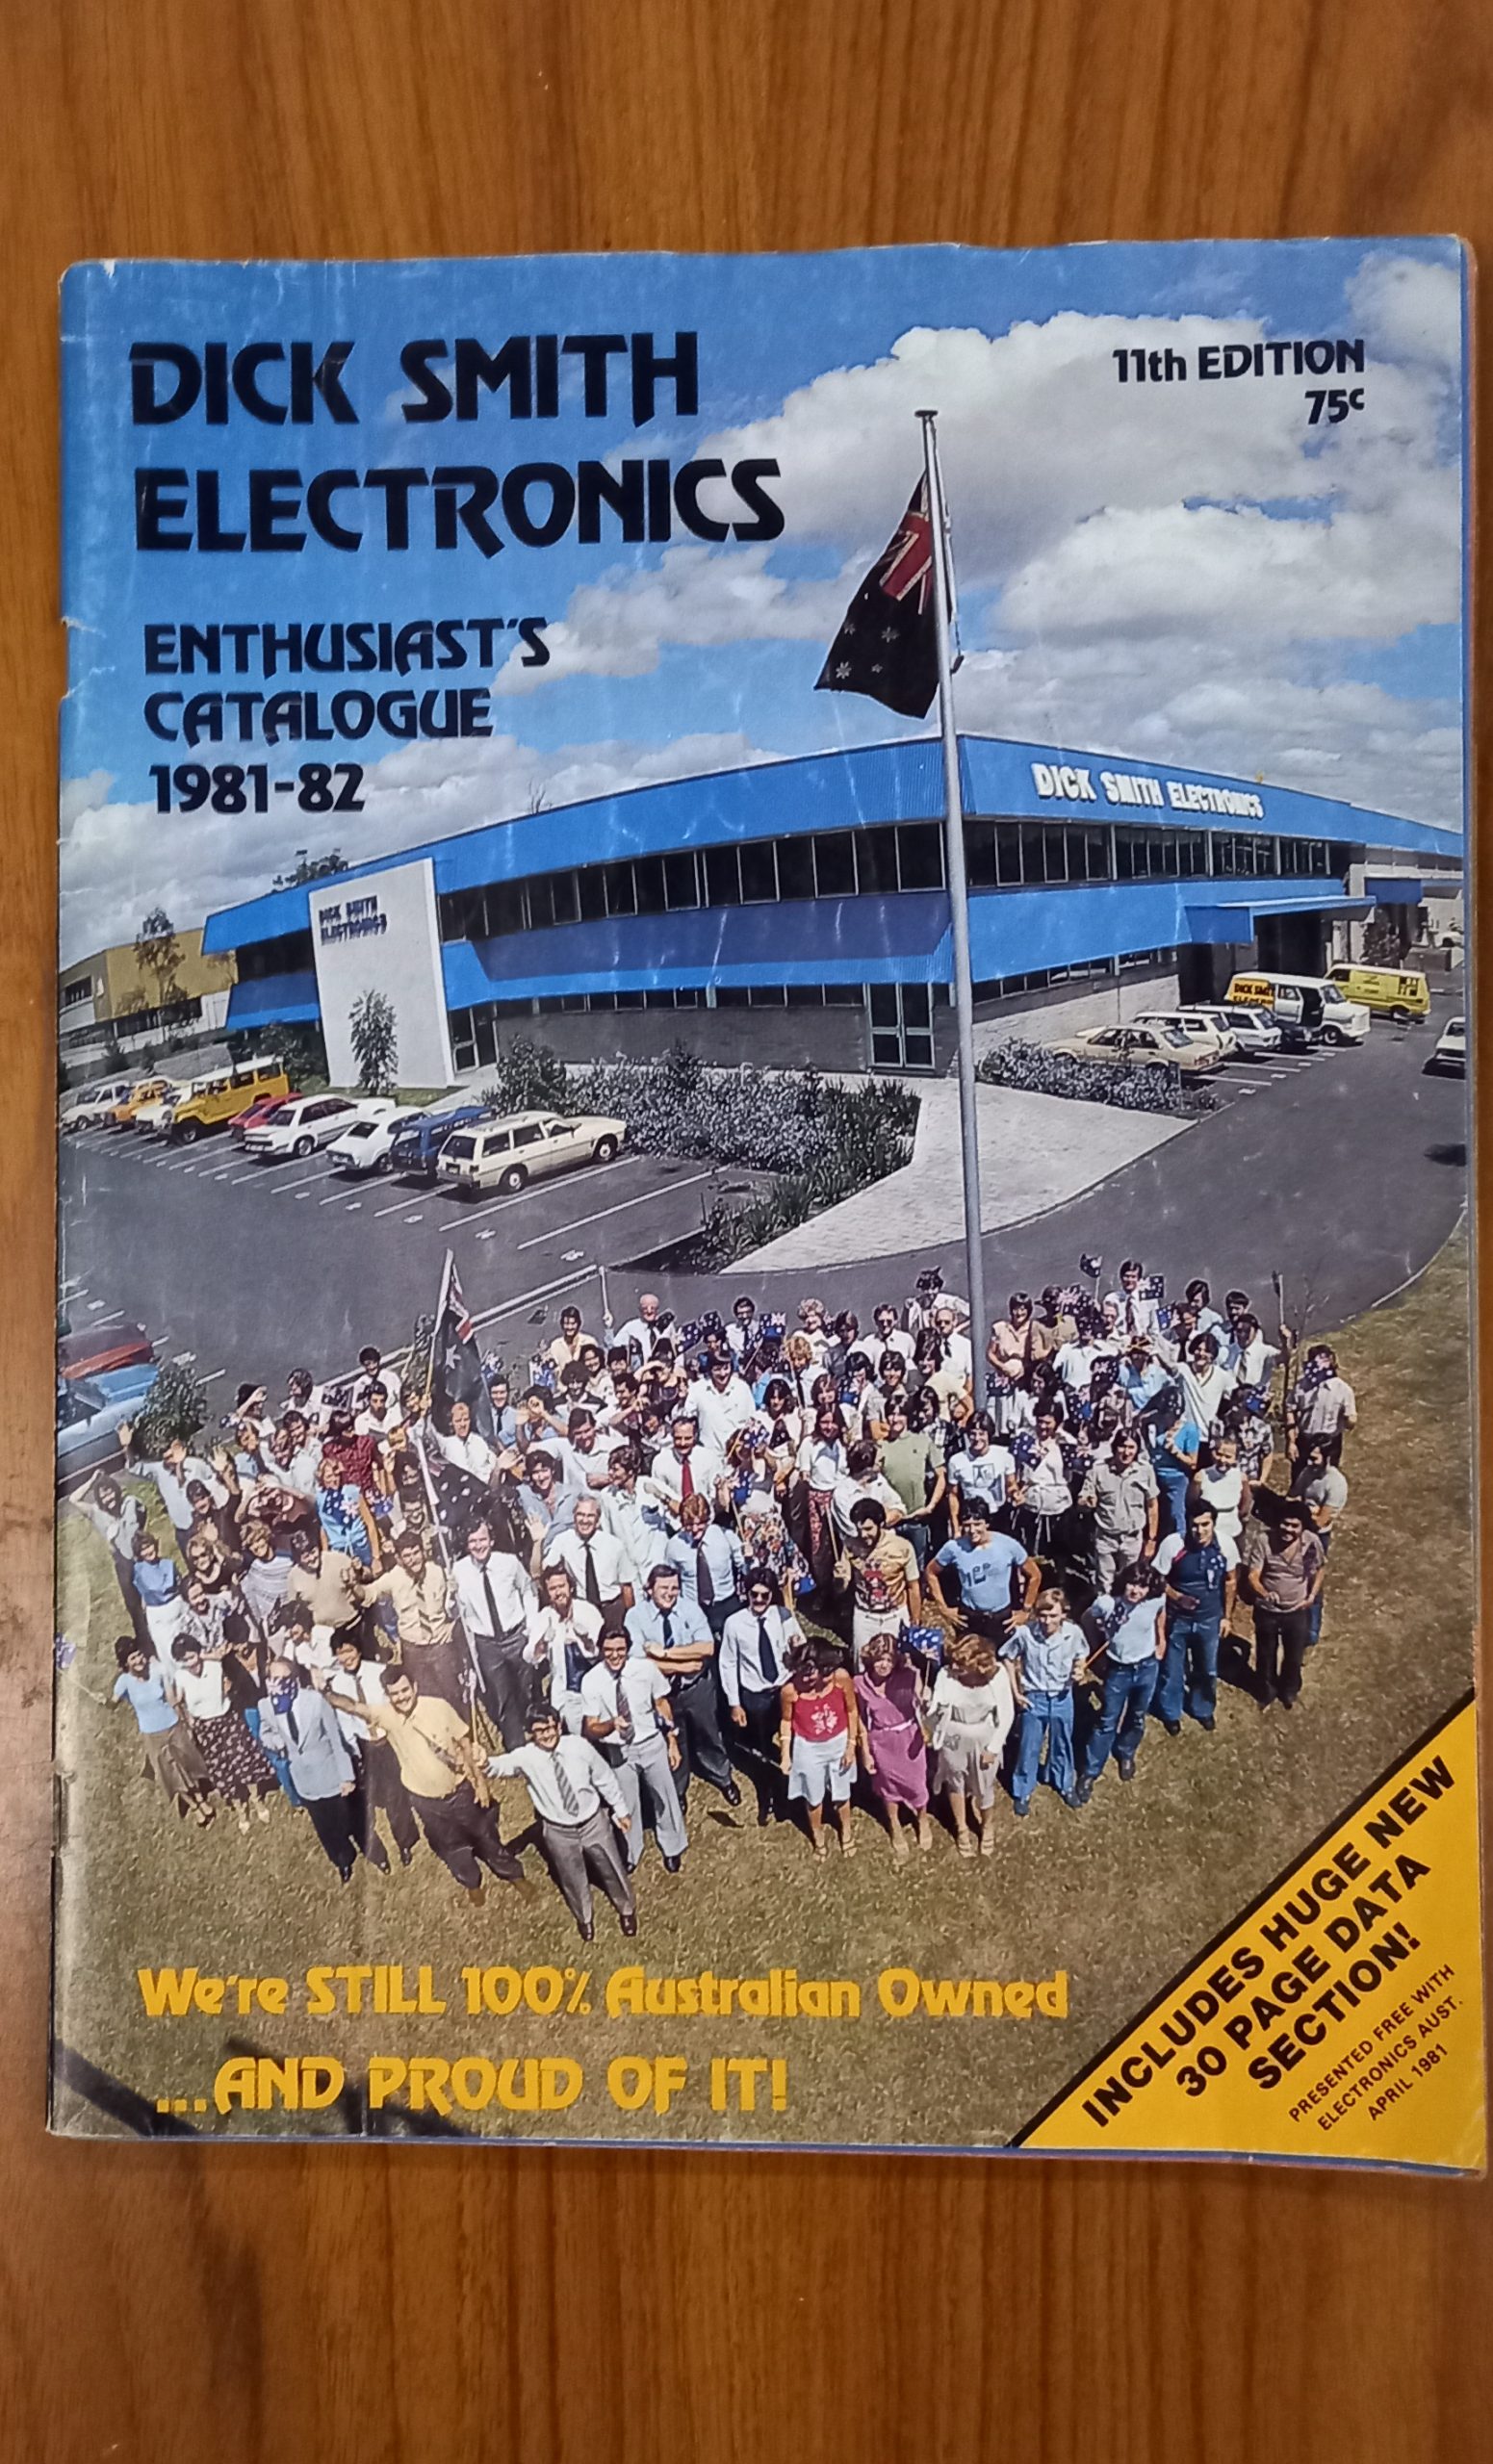 DICK SMITH
ELECTRONICS
11th EDITION
75c
ENTHUSIAST'S
CATALOGUE
1981-82
DICK SMITH ELECTRONICS
DICK SMITH
ELECTRONICS
DICK SMITH
We're STILL 100% Australian Owned
...AND PROUD OF IT!
INCLUDES HUGE NEW
30 PAGE DATA
SECTION!
PRESENTED FREE WITH
ELECTRONICS AUST.
APRIL 1981